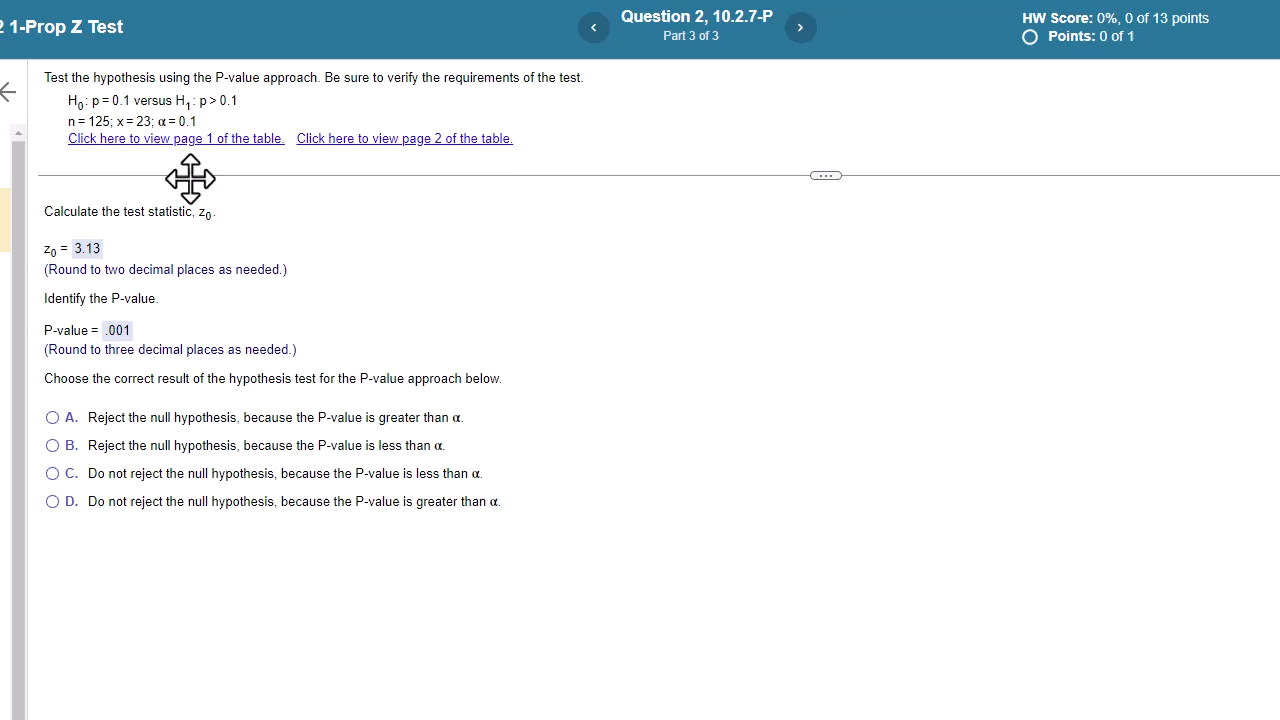 2 1-Prop Z Test
Question 2, 10.2.7-P
Part 3 of 3
HW Score: 0%, 0 of 13 points
Points: 0 of 1
Test the hypothesis using the P-value approach. Be sure to verify the requirements of the test.
H₀: p = 0.1 versus H₁: p > 0.1
n = 125; x = 23; α = 0.1
Click here to view page 1 of the table. Click here to view page 2 of the table.
Calculate the test statistic, z₀.
z₀ = 3.13
(Round to two decimal places as needed.)
Identify the P-value.
P-value = .001
(Round to three decimal places as needed.)
Choose the correct result of the hypothesis test for the P-value approach below.
A. Reject the null hypothesis, because the P-value is greater than α.
B. Reject the null hypothesis, because the P-value is less than α.
C. Do not reject the null hypothesis, because the P-value is less than α.
D. Do not reject the null hypothesis, because the P-value is greater than α.